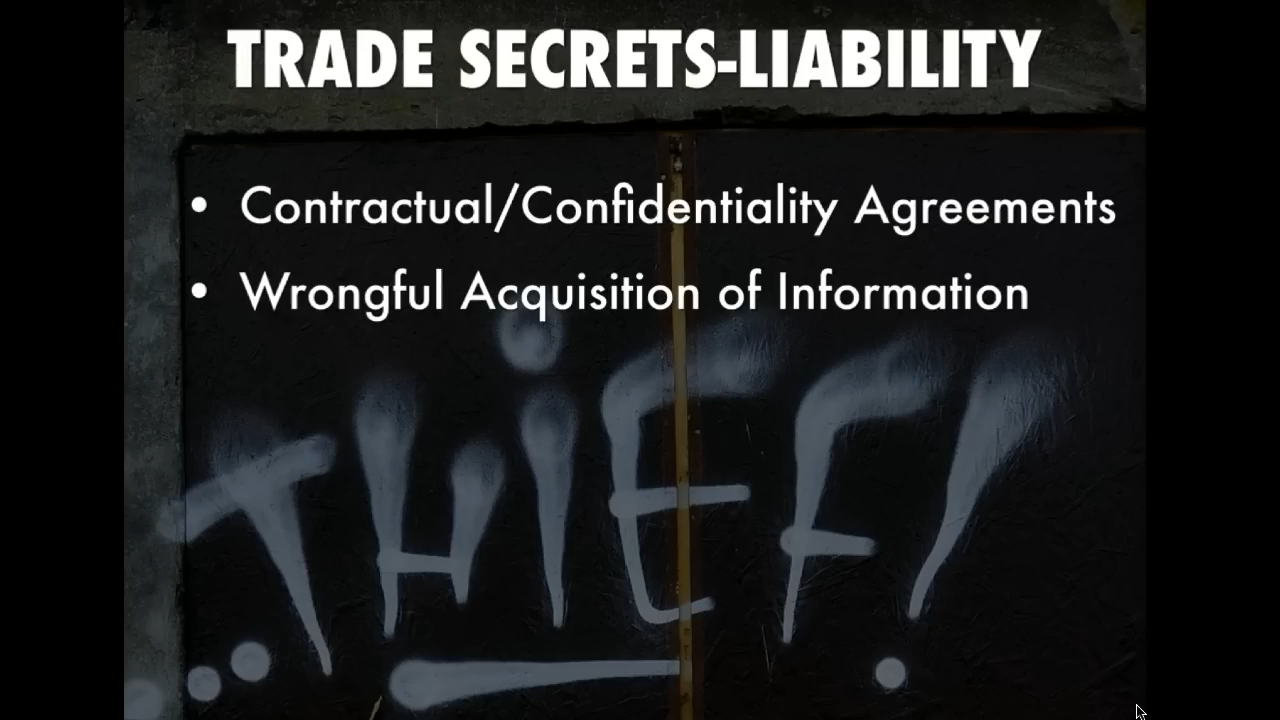 TRADE SECRETS-LIABILITY
• Contractual/Confidentiality Agreements
• Wrongful Acquisition of Information
THiEF!